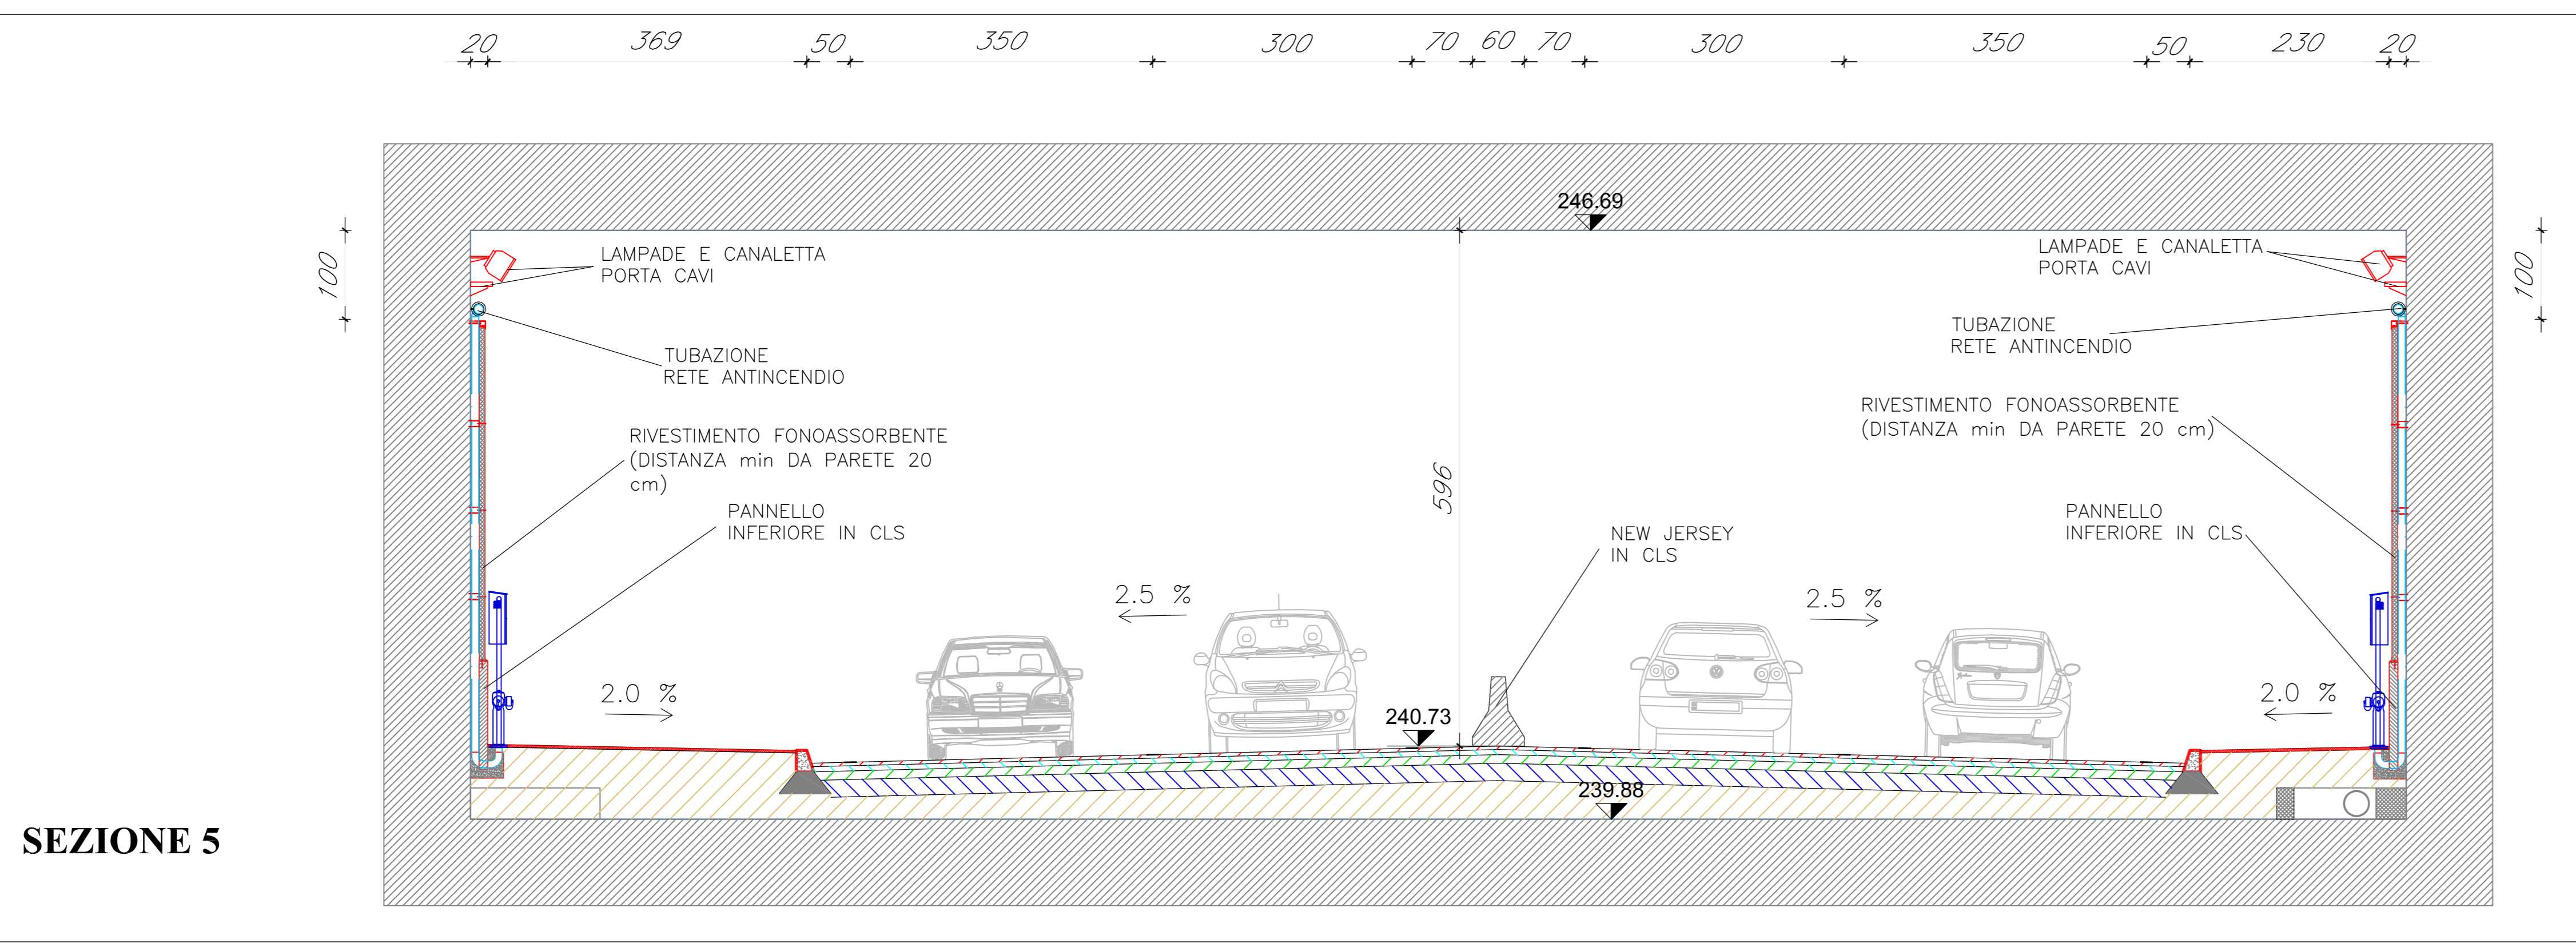 20 369 50 350 300 70 60 70 300 350 50 230 20
246.69
100
LAMPADE E CANALETTA
PORTA CAVI
LAMPADE E CANALETTA
PORTA CAVI
100
TUBAZIONE
RETE ANTINCENDIO
TUBAZIONE
RETE ANTINCENDIO
RIVESTIMENTO FONOASSORBENTE
(DISTANZA min DA PARETE 20
cm)
RIVESTIMENTO FONOASSORBENTE
(DISTANZA min DA PARETE 20 cm)
596
PANNELLO
INFERIORE IN CLS
NEW JERSEY
IN CLS
PANNELLO
INFERIORE IN CLS
2.5 %
2.5 %
2.0 %
2.0 %
240.73
239.88
SEZIONE 5